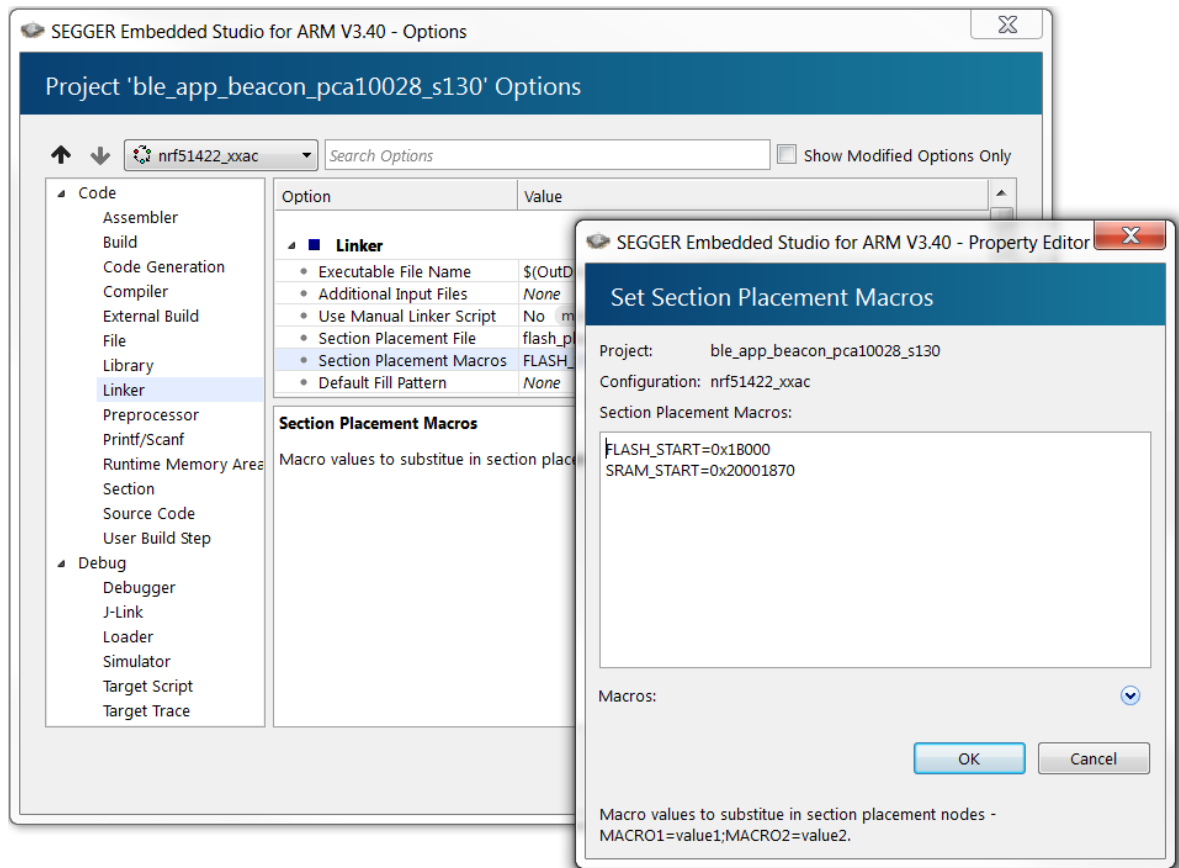 SEGGER Embedded Studio for ARM V3.40 - Options
Project 'ble_app_beacon_pca10028_s130' Options
nrf51422_xxac
Search Options
Show Modified Options Only
Code
Assembler
Build
Code Generation
Compiler
External Build
File
Library
Linker
Preprocessor
Printf/Scanf
Runtime Memory Area
Section
Source Code
User Build Step
Debug
Debugger
J-Link
Loader
Simulator
Target Script
Target Trace
Option Value
Linker
Executable File Name $(OutD
Additional Input Files None
Use Manual Linker Script No m
Section Placement File flash_pl
Section Placement Macros FLASH_
Default Fill Pattern None
Section Placement Macros
Macro values to substitue in section place
SEGGER Embedded Studio for ARM V3.40 - Property Editor
Set Section Placement Macros
Project: ble_app_beacon_pca10028_s130
Configuration: nrf51422_xxac
Section Placement Macros:
FLASH_START=0x1B000
SRAM_START=0x20001870
Macros:
OK
Cancel
Macro values to substitue in section placement nodes -
MACRO1=value1;MACRO2=value2.